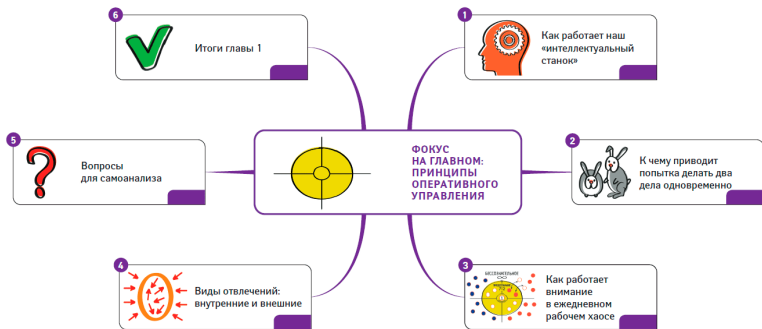 ФОКУС
НА ГЛАВНОМ:
ПРИНЦИПЫ
ОПЕРАТИВНОГО
УПРАВЛЕНИЯ
1
Как работает наш
«интеллектуальный
станок»
2
К чему приводит
попытка делать два
дела одновременно
3
Как работает
внимание
в ежедневном
рабочем хаосе
4
Виды отвлечений:
внутренние и внешние
5
Вопросы
для самоанализа
6
Итоги главы 1